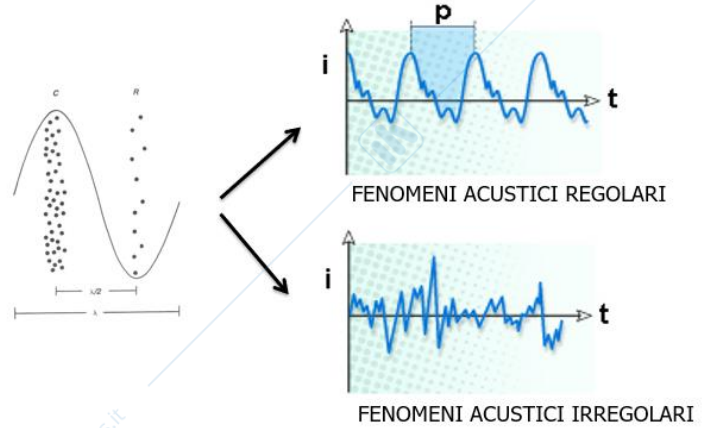 p
i
t
FENOMENI ACUSTICI REGOLARI
C R
λ/2
λ
i
t
FENOMENI ACUSTICI IRREGOLARI